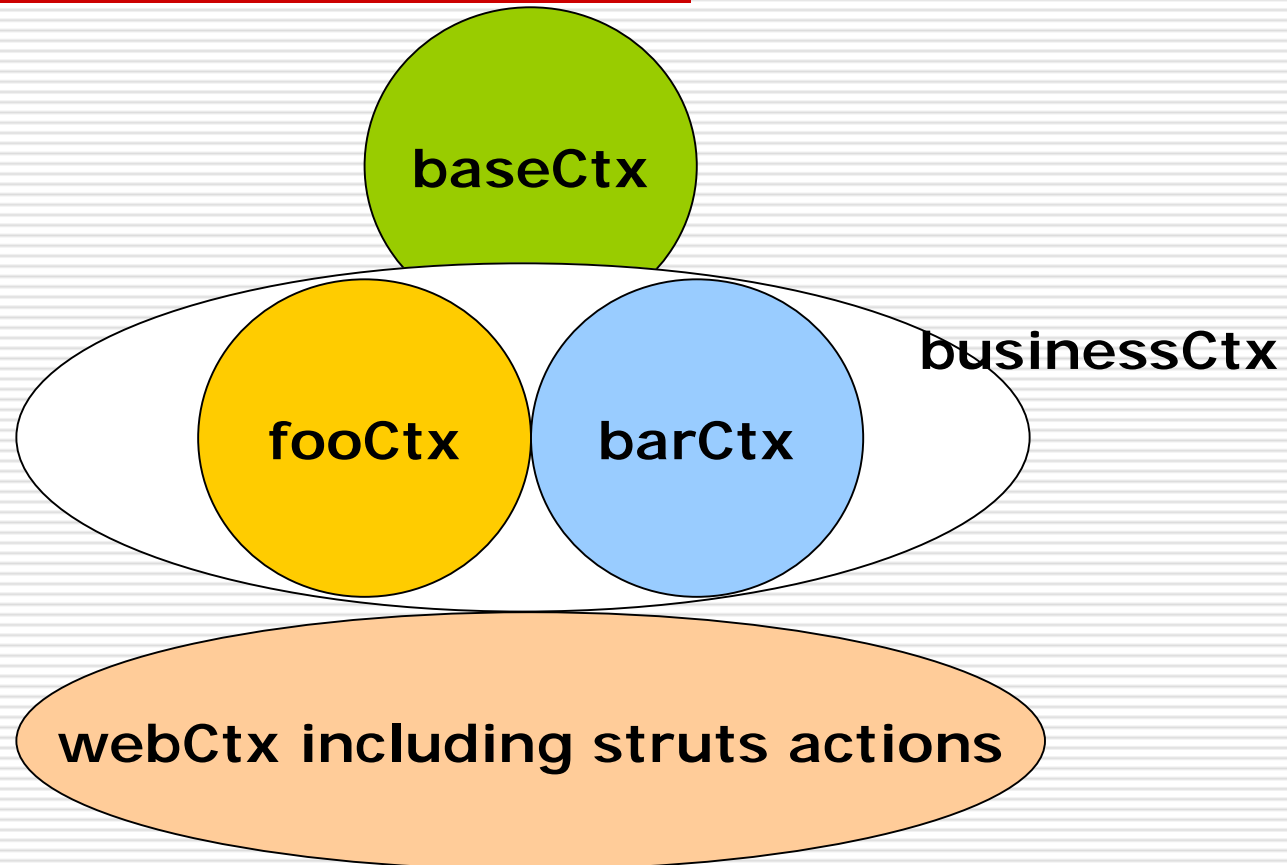 baseCtx
businessCtx
fooCtx
barCtx
webCtx including struts actions